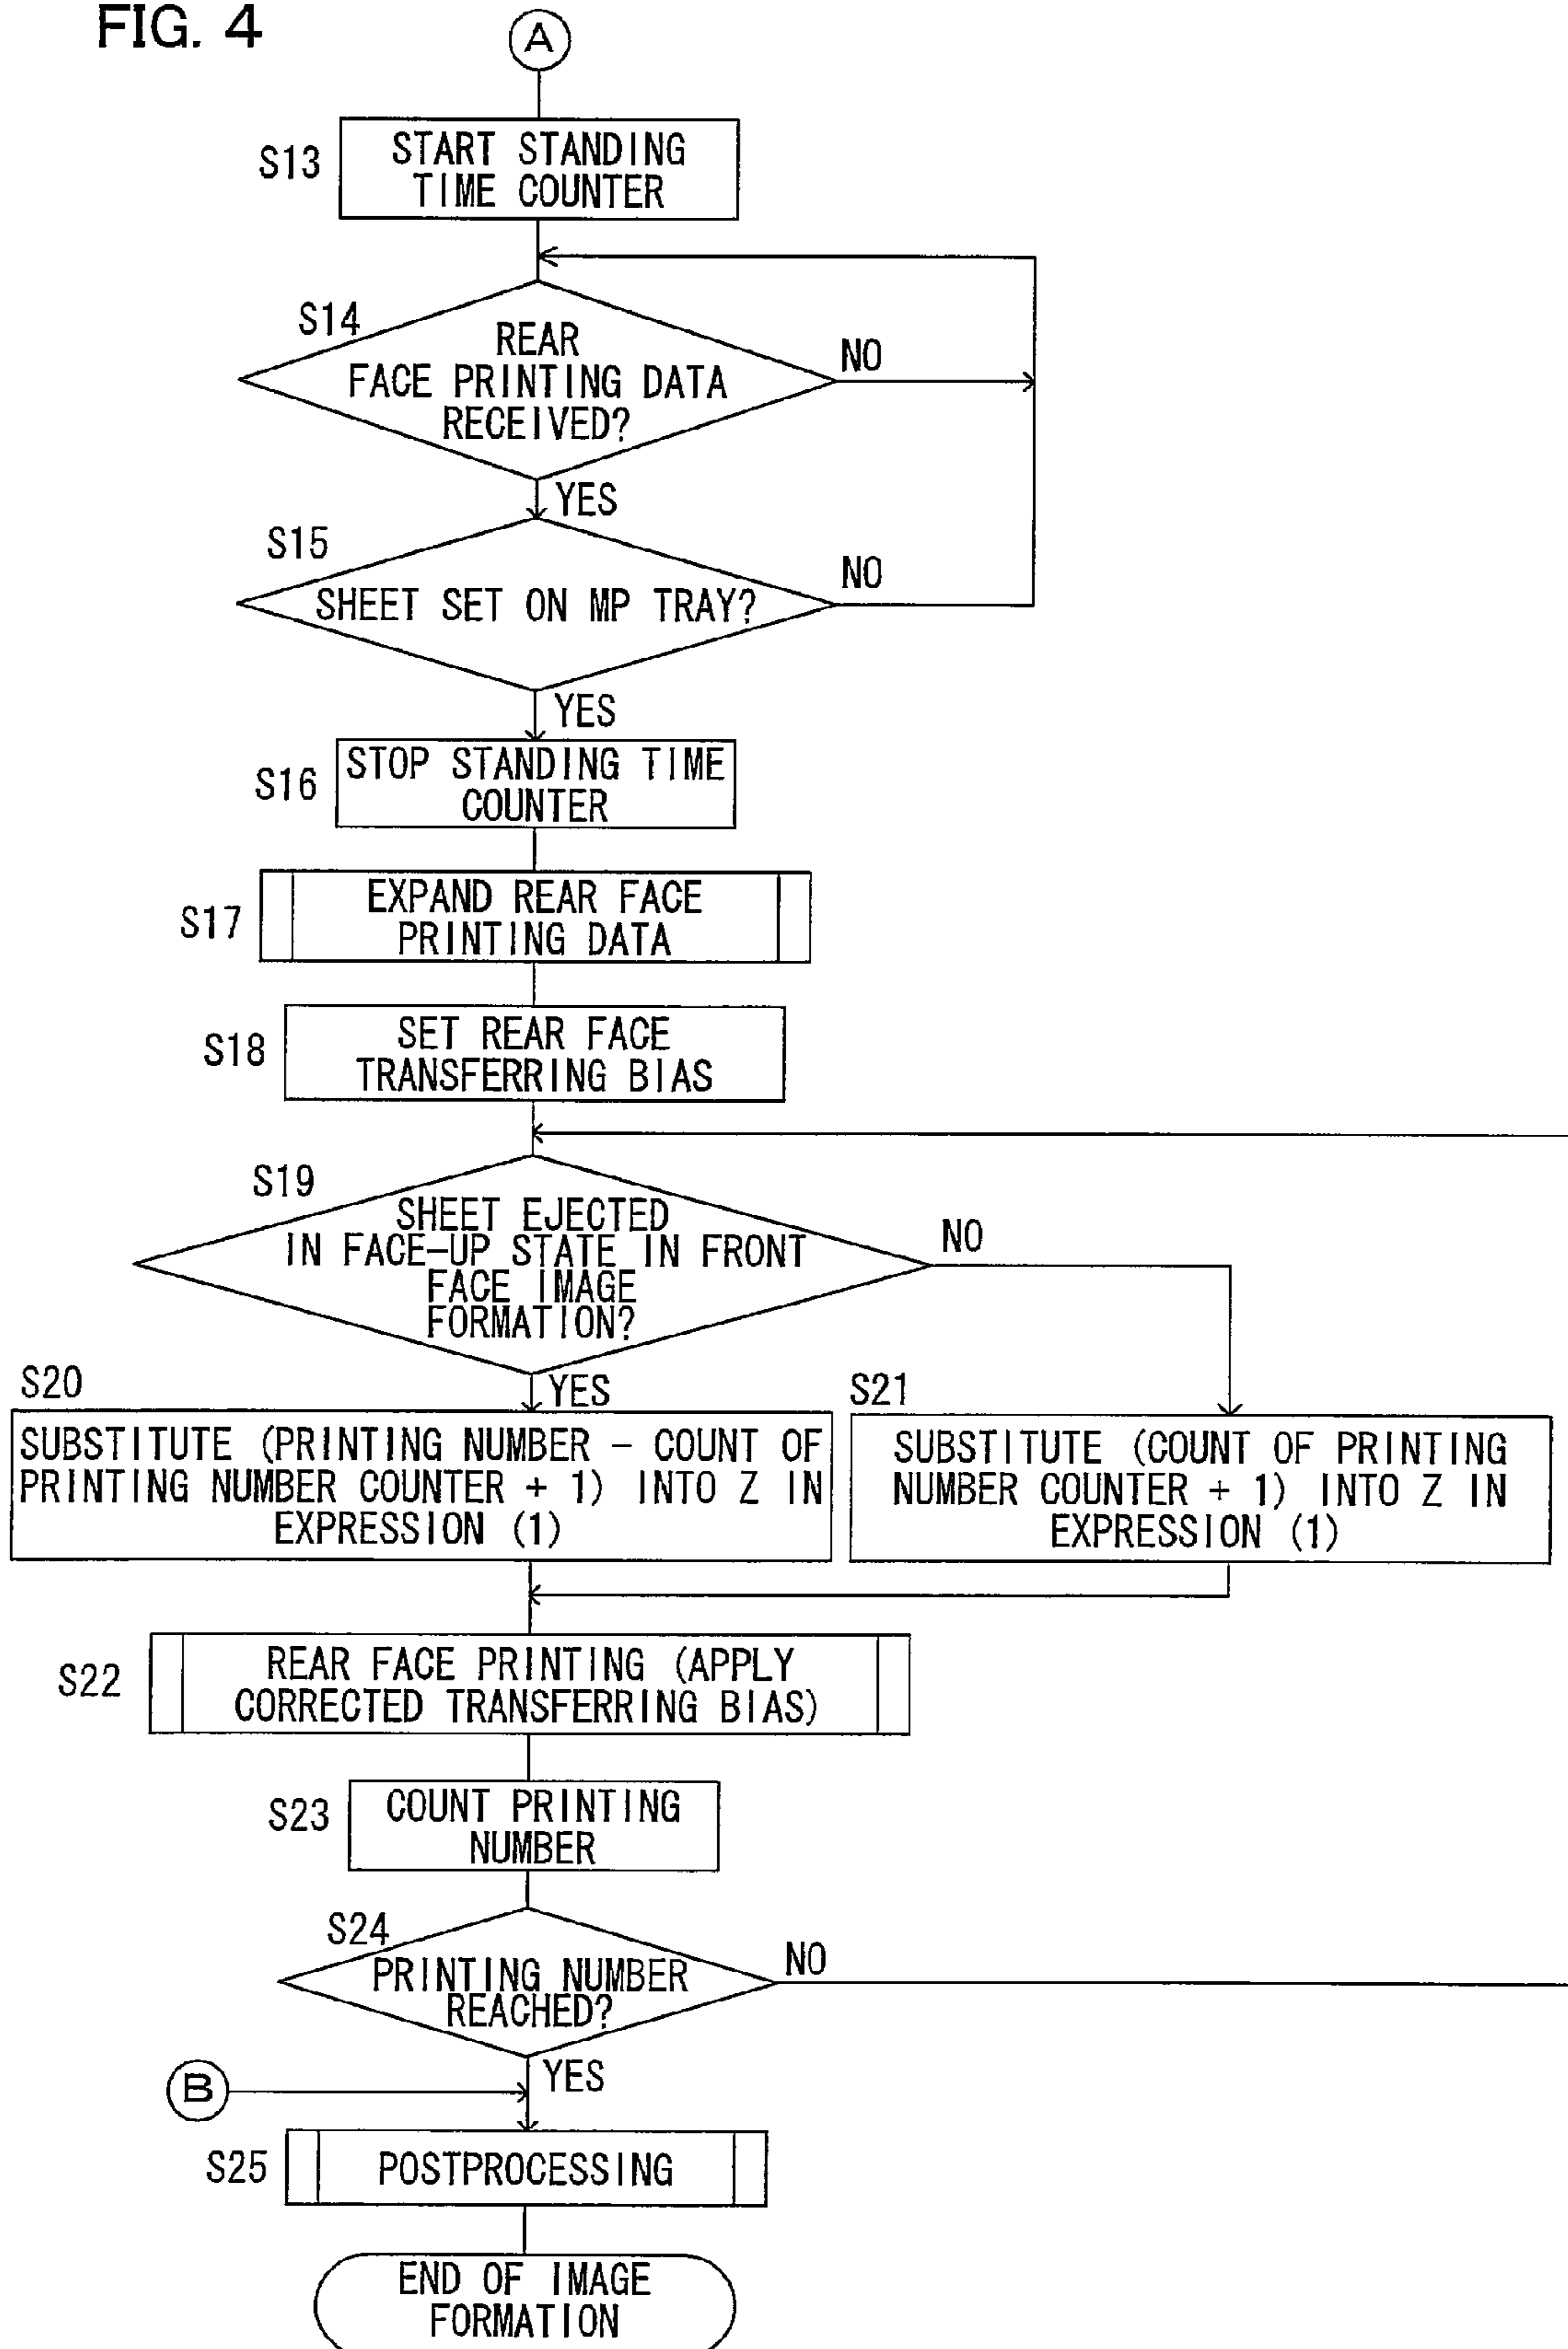 FIG. 4
A
S13
START STANDING
TIME COUNTER
S14
REAR
FACE PRINTING DATA
RECEIVED?
NO
YES
S15
SHEET SET ON MP TRAY?
NO
YES
S16
STOP STANDING TIME
COUNTER
S17
EXPAND REAR FACE
PRINTING DATA
S18
SET REAR FACE
TRANSFERRING BIAS
S19
SHEET EJECTED
IN FACE-UP STATE IN FRONT
FACE IMAGE
FORMATION?
NO
YES
S20
SUBSTITUTE (PRINTING NUMBER - COUNT OF
PRINTING NUMBER COUNTER + 1) INTO Z IN
EXPRESSION (1)
S21
SUBSTITUTE (COUNT OF PRINTING
NUMBER COUNTER + 1) INTO Z IN
EXPRESSION (1)
S22
REAR FACE PRINTING (APPLY
CORRECTED TRANSFERRING BIAS)
S23
COUNT PRINTING
NUMBER
S24
PRINTING NUMBER
REACHED?
NO
YES
B
S25
POSTPROCESSING
END OF IMAGE
FORMATION